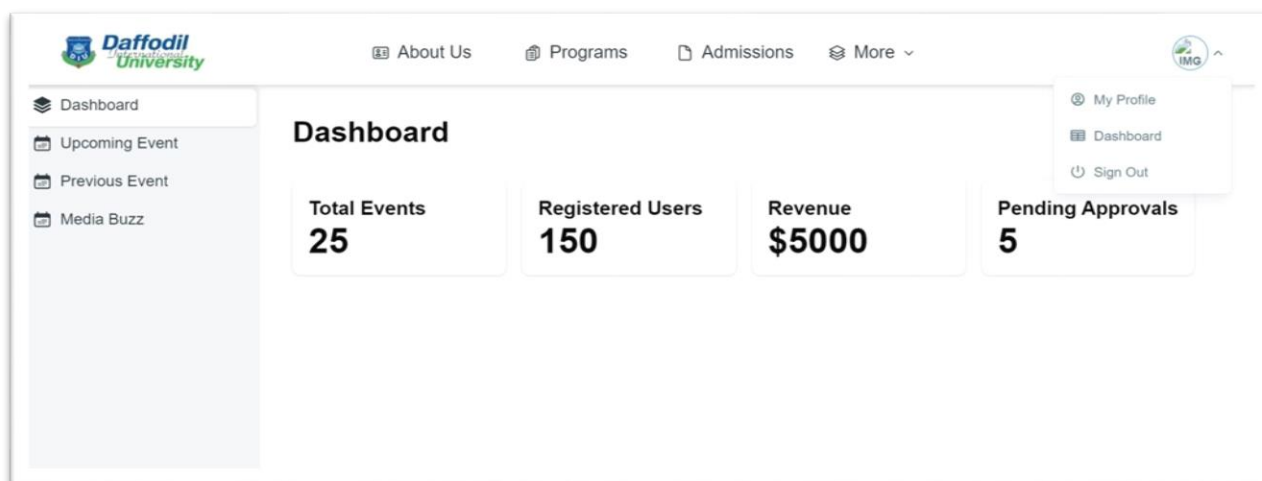 Daffodil
International
University
About Us
Programs
Admissions
More
IMG
My Profile
Dashboard
Sign Out
Dashboard
Upcoming Event
Previous Event
Media Buzz
Dashboard
Total Events
25
Registered Users
150
Revenue
$5000
Pending Approvals
5